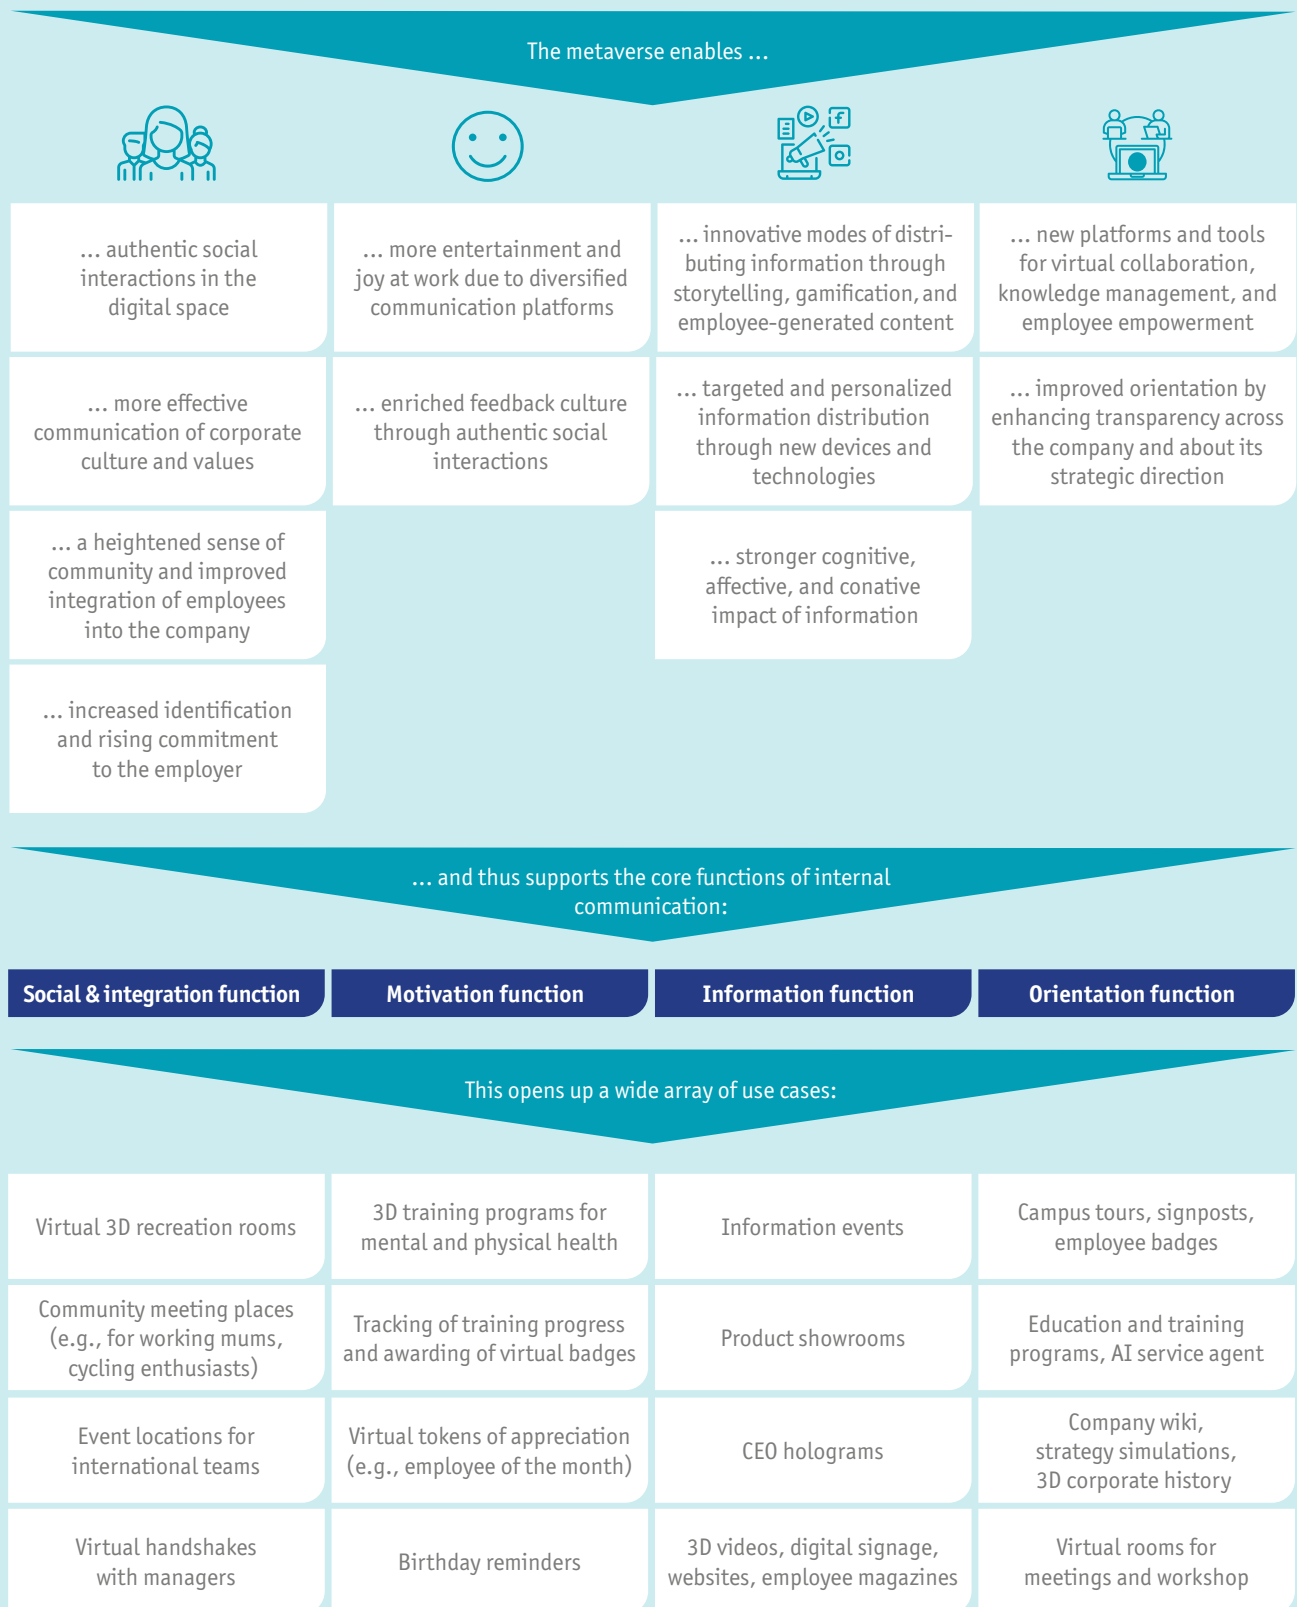 The metaverse enables ...
... authentic social
interactions in the
digital space
... more entertainment and
joy at work due to diversified
communication platforms
... innovative modes of distri-
buting information through
storytelling, gamification, and
employee-generated content
... new platforms and tools
for virtual collaboration,
knowledge management, and
employee empowerment
... more effective
communication of corporate
culture and values
... enriched feedback culture
through authentic social
interactions
... targeted and personalized
information distribution
through new devices and
technologies
... improved orientation by
enhancing transparency across
the company and about its
strategic direction
... a heightened sense of
community and improved
integration of employees
into the company
... stronger cognitive,
affective, and conative
impact of information
... increased identification
and rising commitment
to the employer
... and thus supports the core functions of internal
communication:
Social & integration function
Motivation function
Information function
Orientation function
This opens up a wide array of use cases:
Virtual 3D recreation rooms
3D training programs for
mental and physical health
Information events
Campus tours, signposts,
employee badges
Community meeting places
(e.g., for working mums,
cycling enthusiasts)
Tracking of training progress
and awarding of virtual badges
Product showrooms
Education and training
programs, AI service agent
Event locations for
international teams
Virtual tokens of appreciation
(e.g., employee of the month)
CEO holograms
Company wiki,
strategy simulations,
3D corporate history
Virtual handshakes
with managers
Birthday reminders
3D videos, digital signage,
websites, employee magazines
Virtual rooms for
meetings and workshop